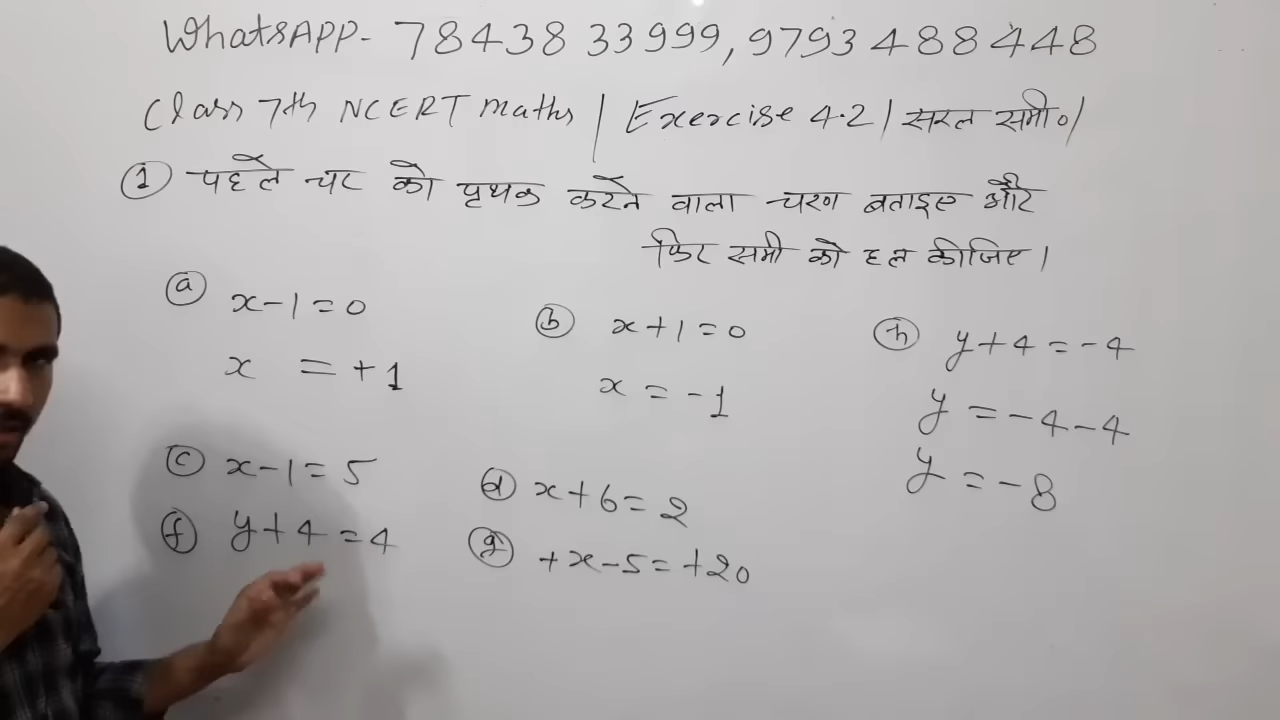 WhatsAPP- 7843833999, 9793488448
Class 7th NCERT maths / Exercise 4.2 / सरल समी० /
① पहले चर को पृथक करने वाला चरण बताइए और
फिर समी को हल कीजिए।
ⓐ x-1=0
x = +1
ⓑ x+1=0
x = -1
ⓗ y+4=-4
y = -4-4
y = -8
ⓒ x-1=5
ⓓ x+6=2
ⓕ y+4=4
ⓖ +x-5=+20